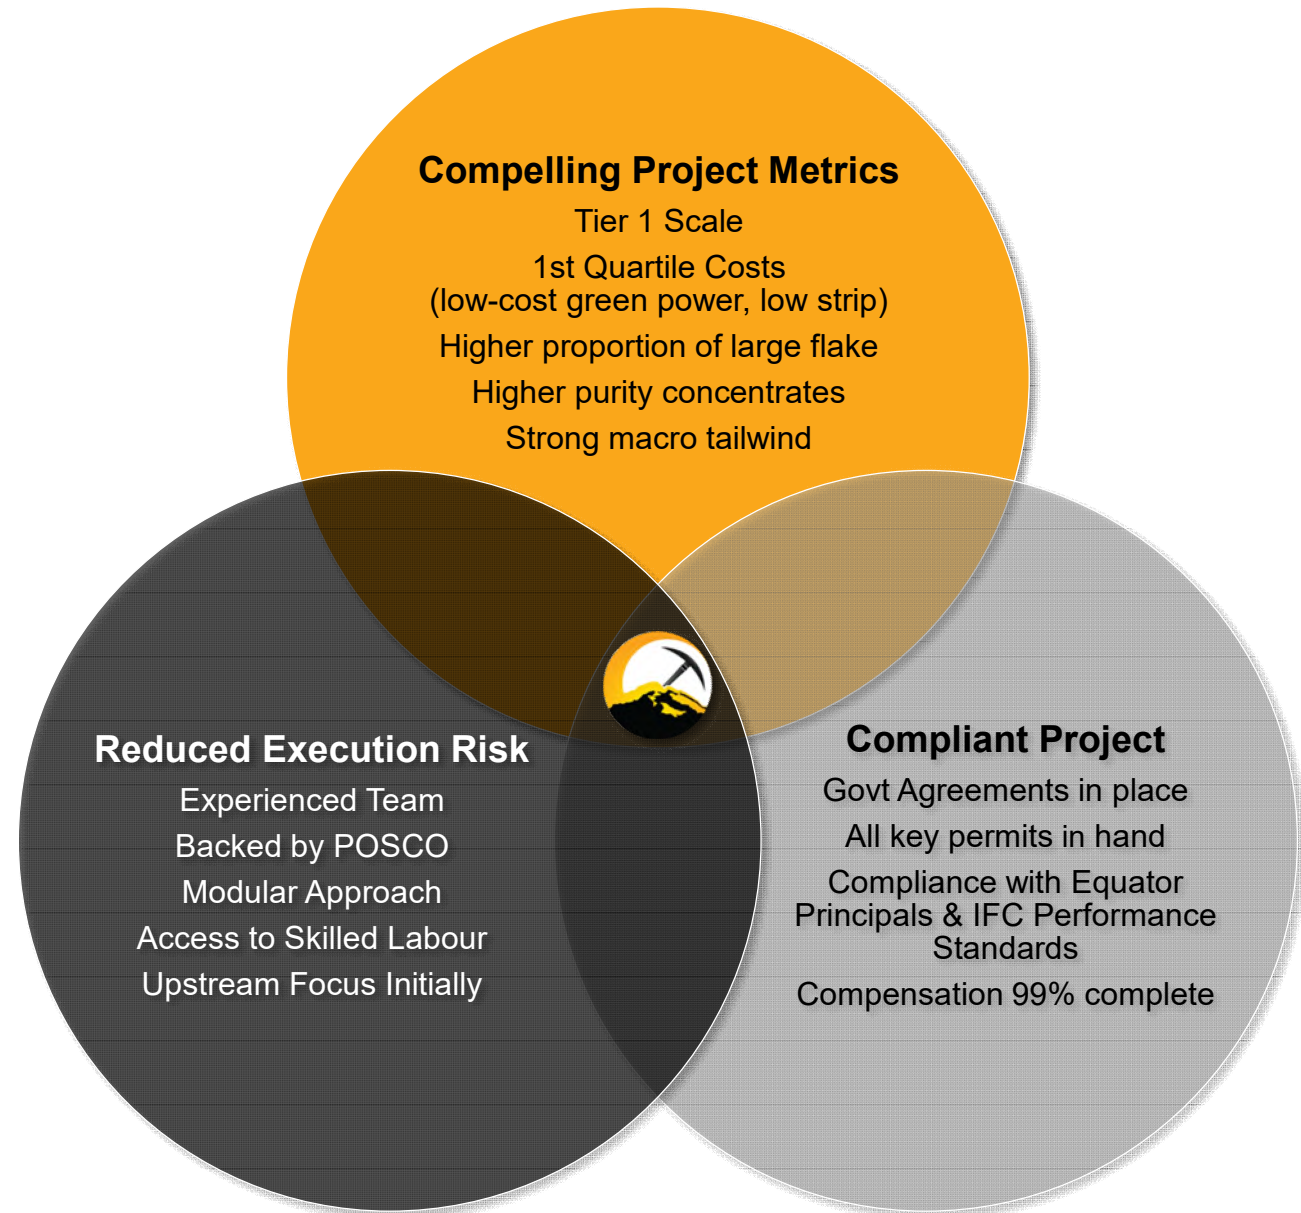 Compelling Project Metrics
Tier 1 Scale
1st Quartile Costs
(low-cost green power, low strip)
Higher proportion of large flake
Higher purity concentrates
Strong macro tailwind
Reduced Execution Risk
Experienced Team
Backed by POSCO
Modular Approach
Access to Skilled Labour
Upstream Focus Initially
Compliant Project
Govt Agreements in place
All key permits in hand
Compliance with Equator
Principals & IFC Performance
Standards
Compensation 99% complete